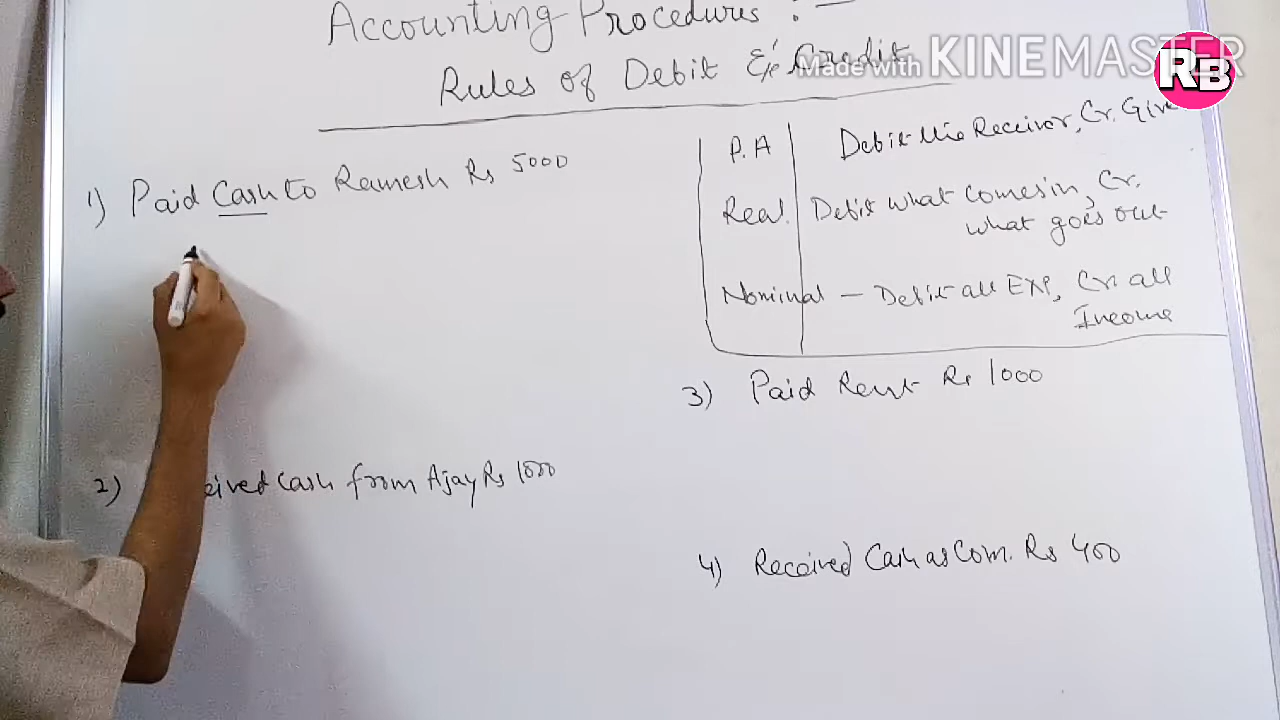 Accounting Procedures :-
Rules of Debit & Credit
Made with KINEMASTER
RB
1) Paid Cash to Ramesh Rs 5000
P.A Debit the Receiver, Cr. Give
Real. Debit what comes in, Cr.
what goes out
Nominal - Debit all EXP, Cr. all
Income
3) Paid Rent Rs 1000
2) eived Cash from Ajay Rs 1000
4) Received Cash as Com. Rs 400